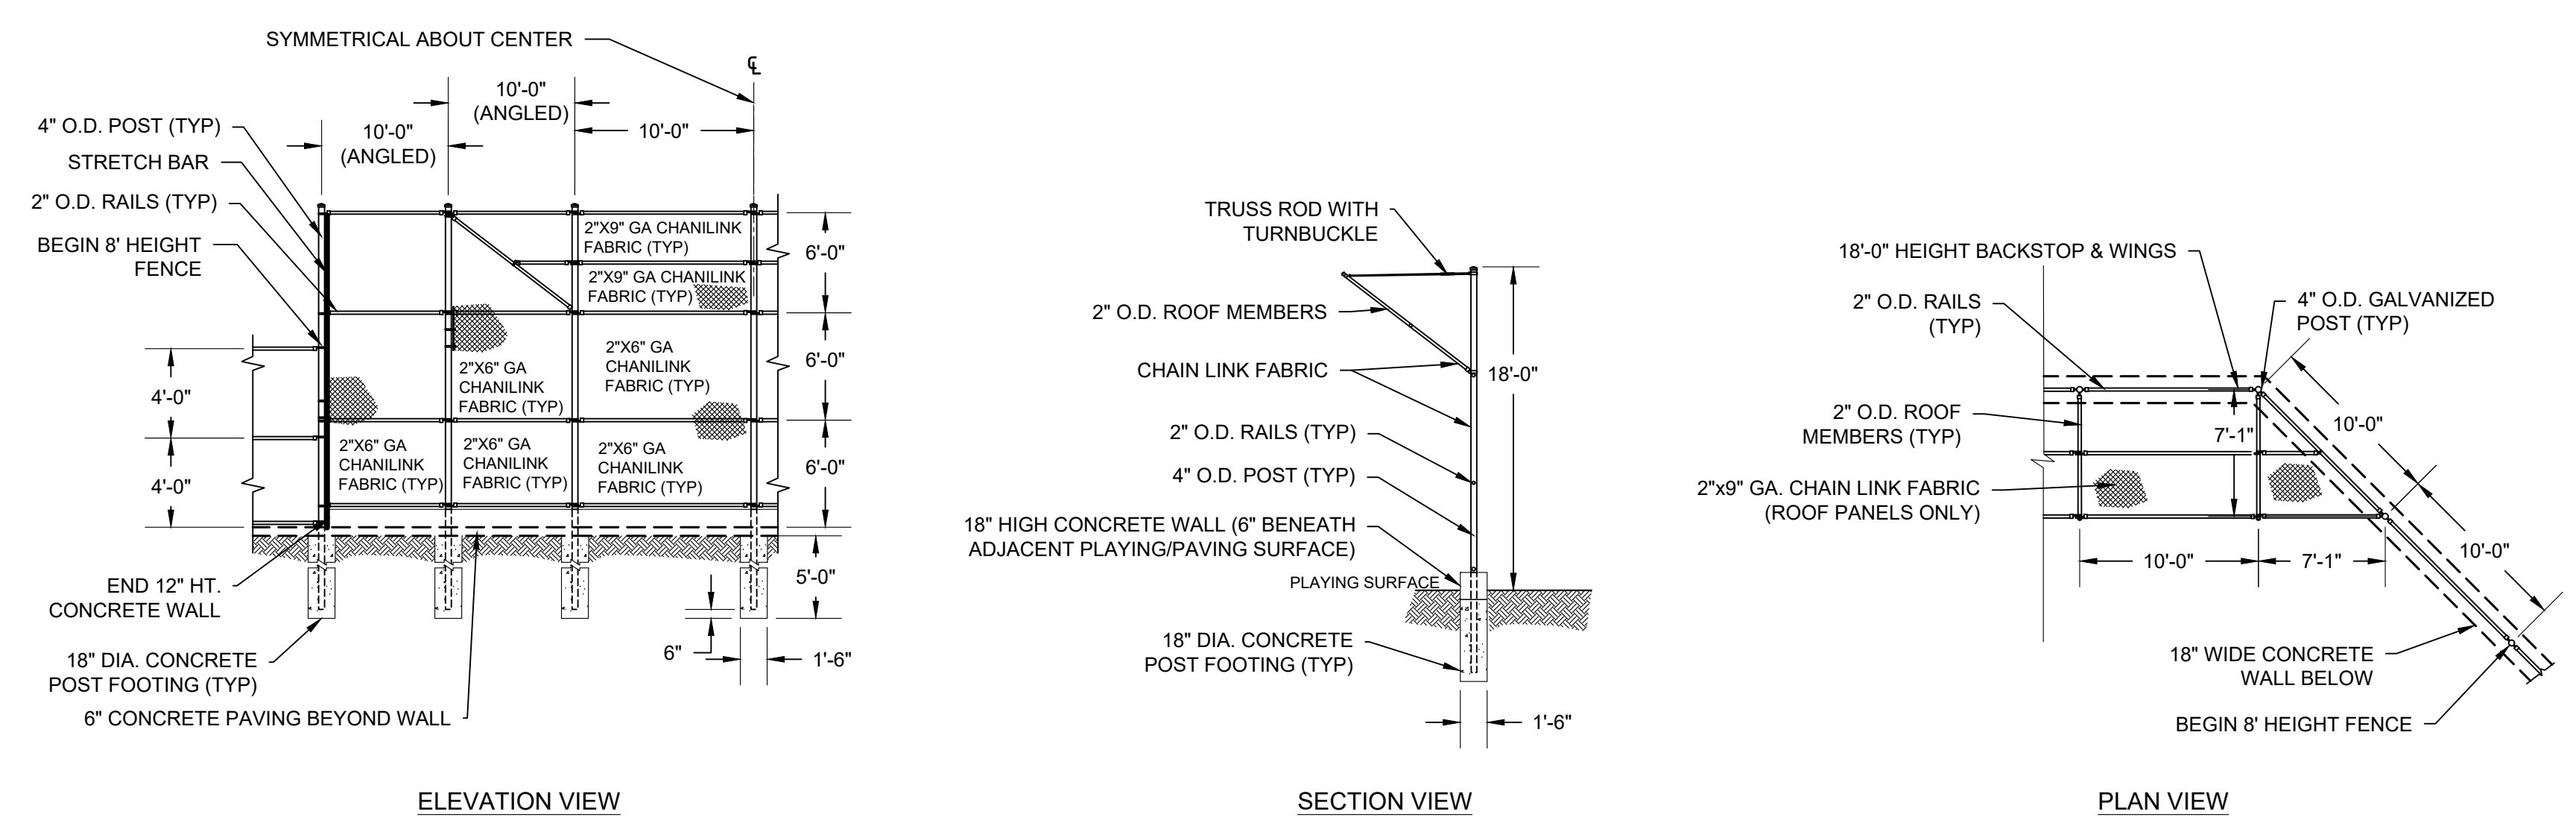 SYMMETRICAL ABOUT CENTER
℄
10'-0"
(ANGLED)
10'-0"
(ANGLED)
10'-0"
4" O.D. POST (TYP)
STRETCH BAR
2" O.D. RAILS (TYP)
BEGIN 8' HEIGHT
FENCE
2"X9" GA CHANILINK
FABRIC (TYP)
2"X9" GA CHANILINK
FABRIC (TYP)
6'-0"
2"X6" GA
CHANILINK
FABRIC (TYP)
2"X6" GA
CHANILINK
FABRIC (TYP)
6'-0"
4'-0"
2"X6" GA
CHANILINK
FABRIC (TYP)
2"X6" GA
CHANILINK
FABRIC (TYP)
2"X6" GA
CHANILINK
FABRIC (TYP)
6'-0"
4'-0"
END 12" HT.
CONCRETE WALL
5'-0"
18" DIA. CONCRETE
POST FOOTING (TYP)
6"
1'-6"
6" CONCRETE PAVING BEYOND WALL
ELEVATION VIEW
TRUSS ROD WITH
TURNBUCKLE
2" O.D. ROOF MEMBERS
CHAIN LINK FABRIC
18'-0"
2" O.D. RAILS (TYP)
4" O.D. POST (TYP)
18" HIGH CONCRETE WALL (6" BENEATH
ADJACENT PLAYING/PAVING SURFACE)
PLAYING SURFACE
18" DIA. CONCRETE
POST FOOTING (TYP)
1'-6"
SECTION VIEW
18'-0" HEIGHT BACKSTOP & WINGS
2" O.D. RAILS
(TYP)
4" O.D. GALVANIZED
POST (TYP)
2" O.D. ROOF
MEMBERS (TYP)
7'-1"
10'-0"
2"x9" GA. CHAIN LINK FABRIC
(ROOF PANELS ONLY)
10'-0"
7'-1"
10'-0"
18" WIDE CONCRETE
WALL BELOW
BEGIN 8' HEIGHT FENCE
PLAN VIEW